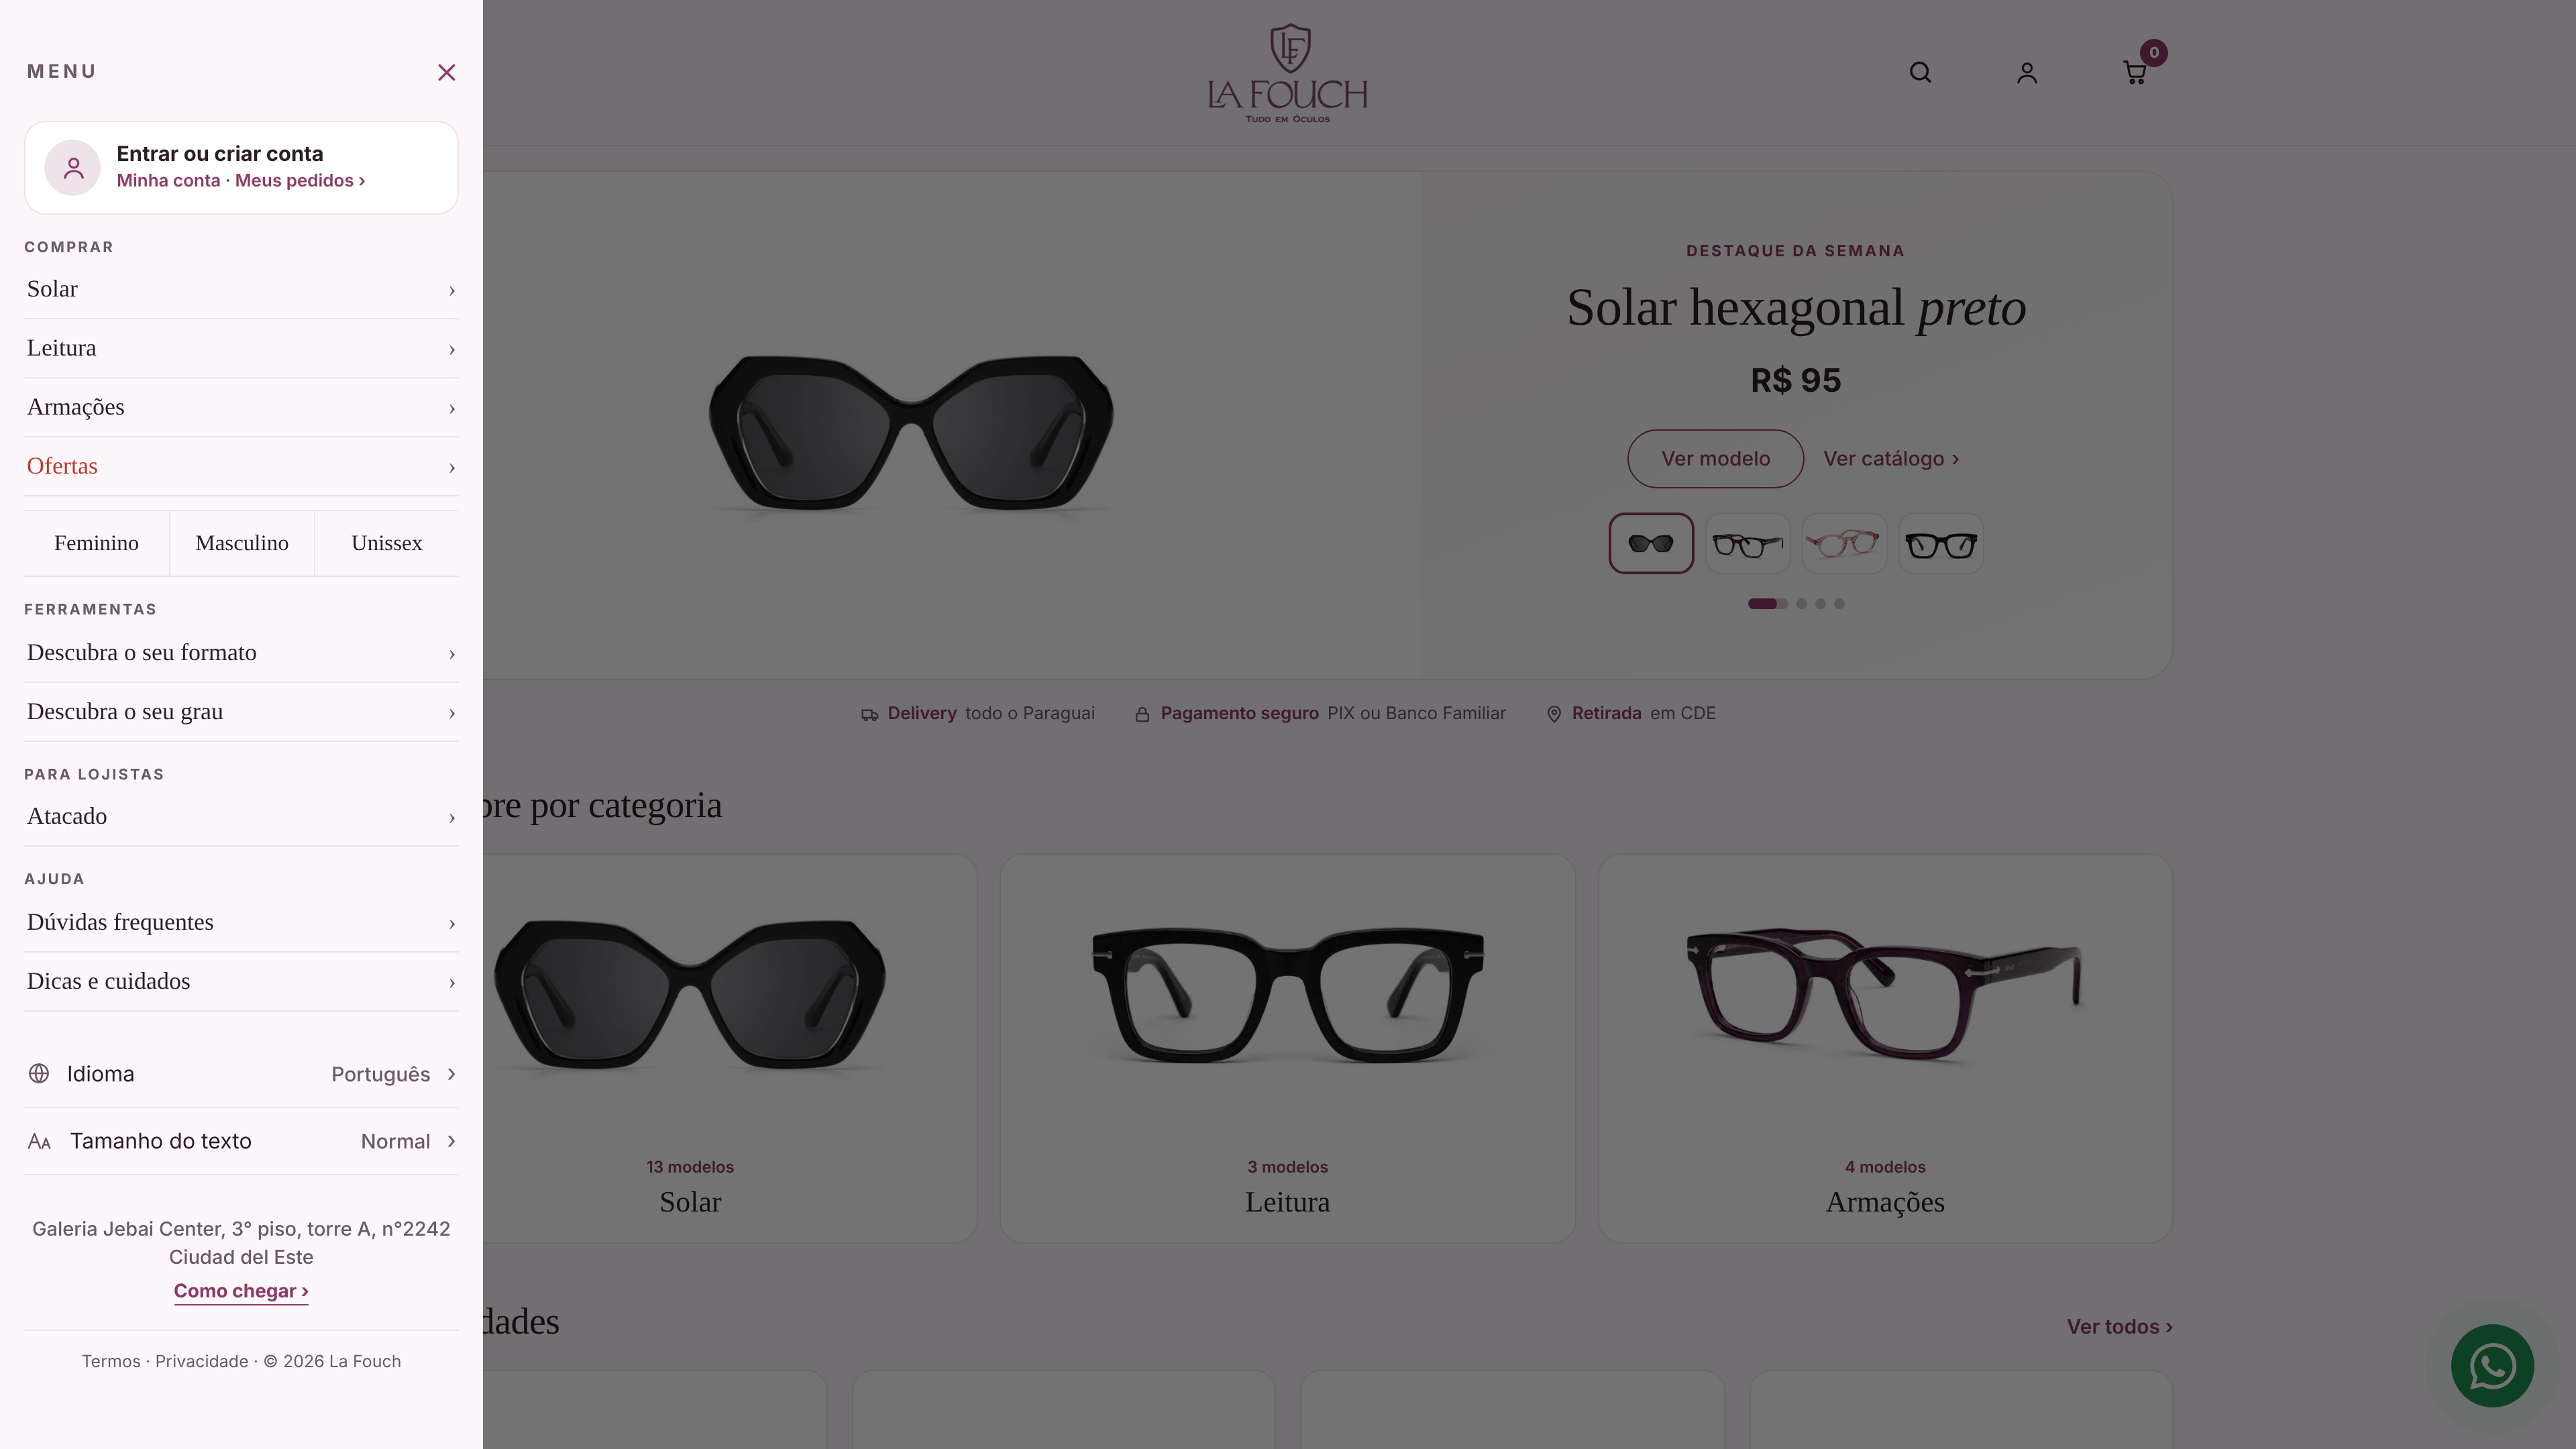 MENU
Entrar ou criar conta
Minha conta · Meus pedidos ›
COMPRAR
Solar ›
Leitura ›
Armações ›
Ofertas ›
Feminino Masculino Unissex
FERRAMENTAS
Descubra o seu formato ›
Descubra o seu grau ›
PARA LOJISTAS
Atacado ›
AJUDA
Dúvidas frequentes ›
Dicas e cuidados ›
Idioma Português ›
Tamanho do texto Normal ›
Galeria Jebai Center, 3° piso, torre A, n°2242
Ciudad del Este
Como chegar ›
Termos · Privacidade · © 2026 La Fouch
LF
LA FOUCH
TUDO EM ÓCULOS
0
DESTAQUE DA SEMANA
Solar hexagonal preto
R$ 95
Ver modelo Ver catálogo ›
Delivery todo o Paraguai Pagamento seguro PIX ou Banco Familiar Retirada em CDE
pre por categoria
13 modelos
Solar
3 modelos
Leitura
4 modelos
Armações
dades
Ver todos ›